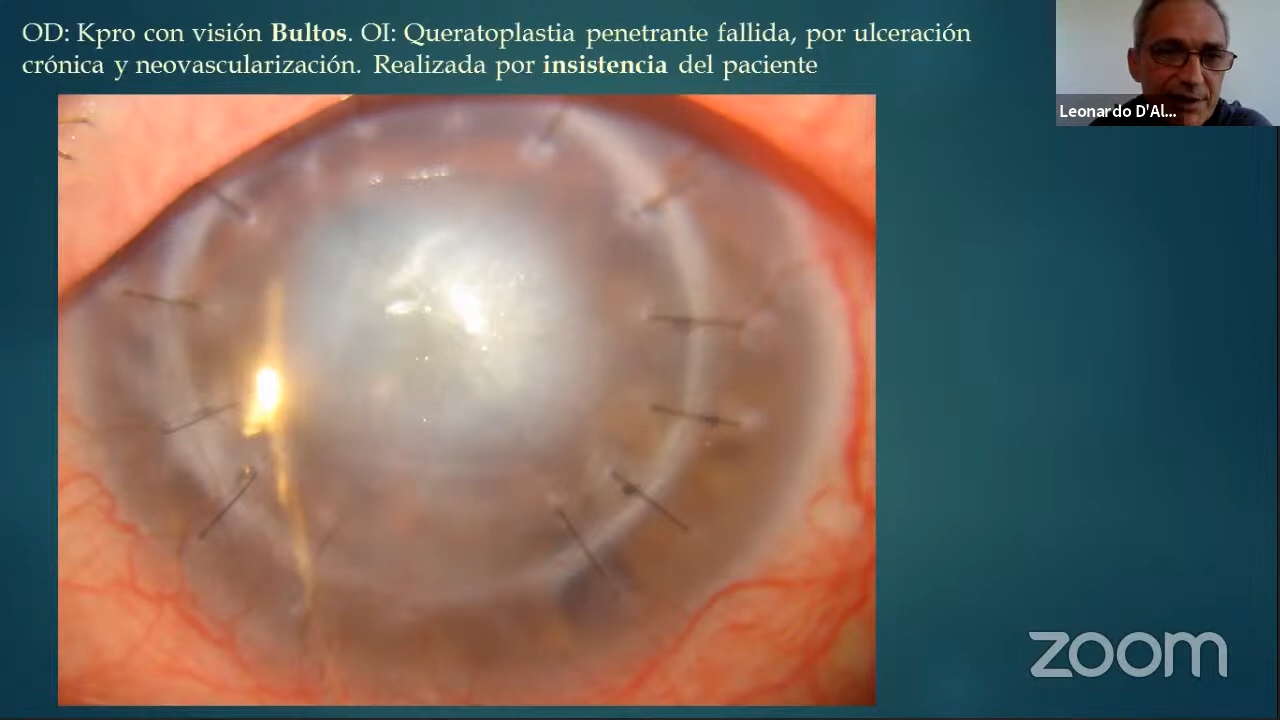 OD: Kpro con visión Bultos. OI: Queratoplastia penetrante fallida, por ulceración
crónica y neovascularización. Realizada por insistencia del paciente
Leonardo D'Al...
zoom